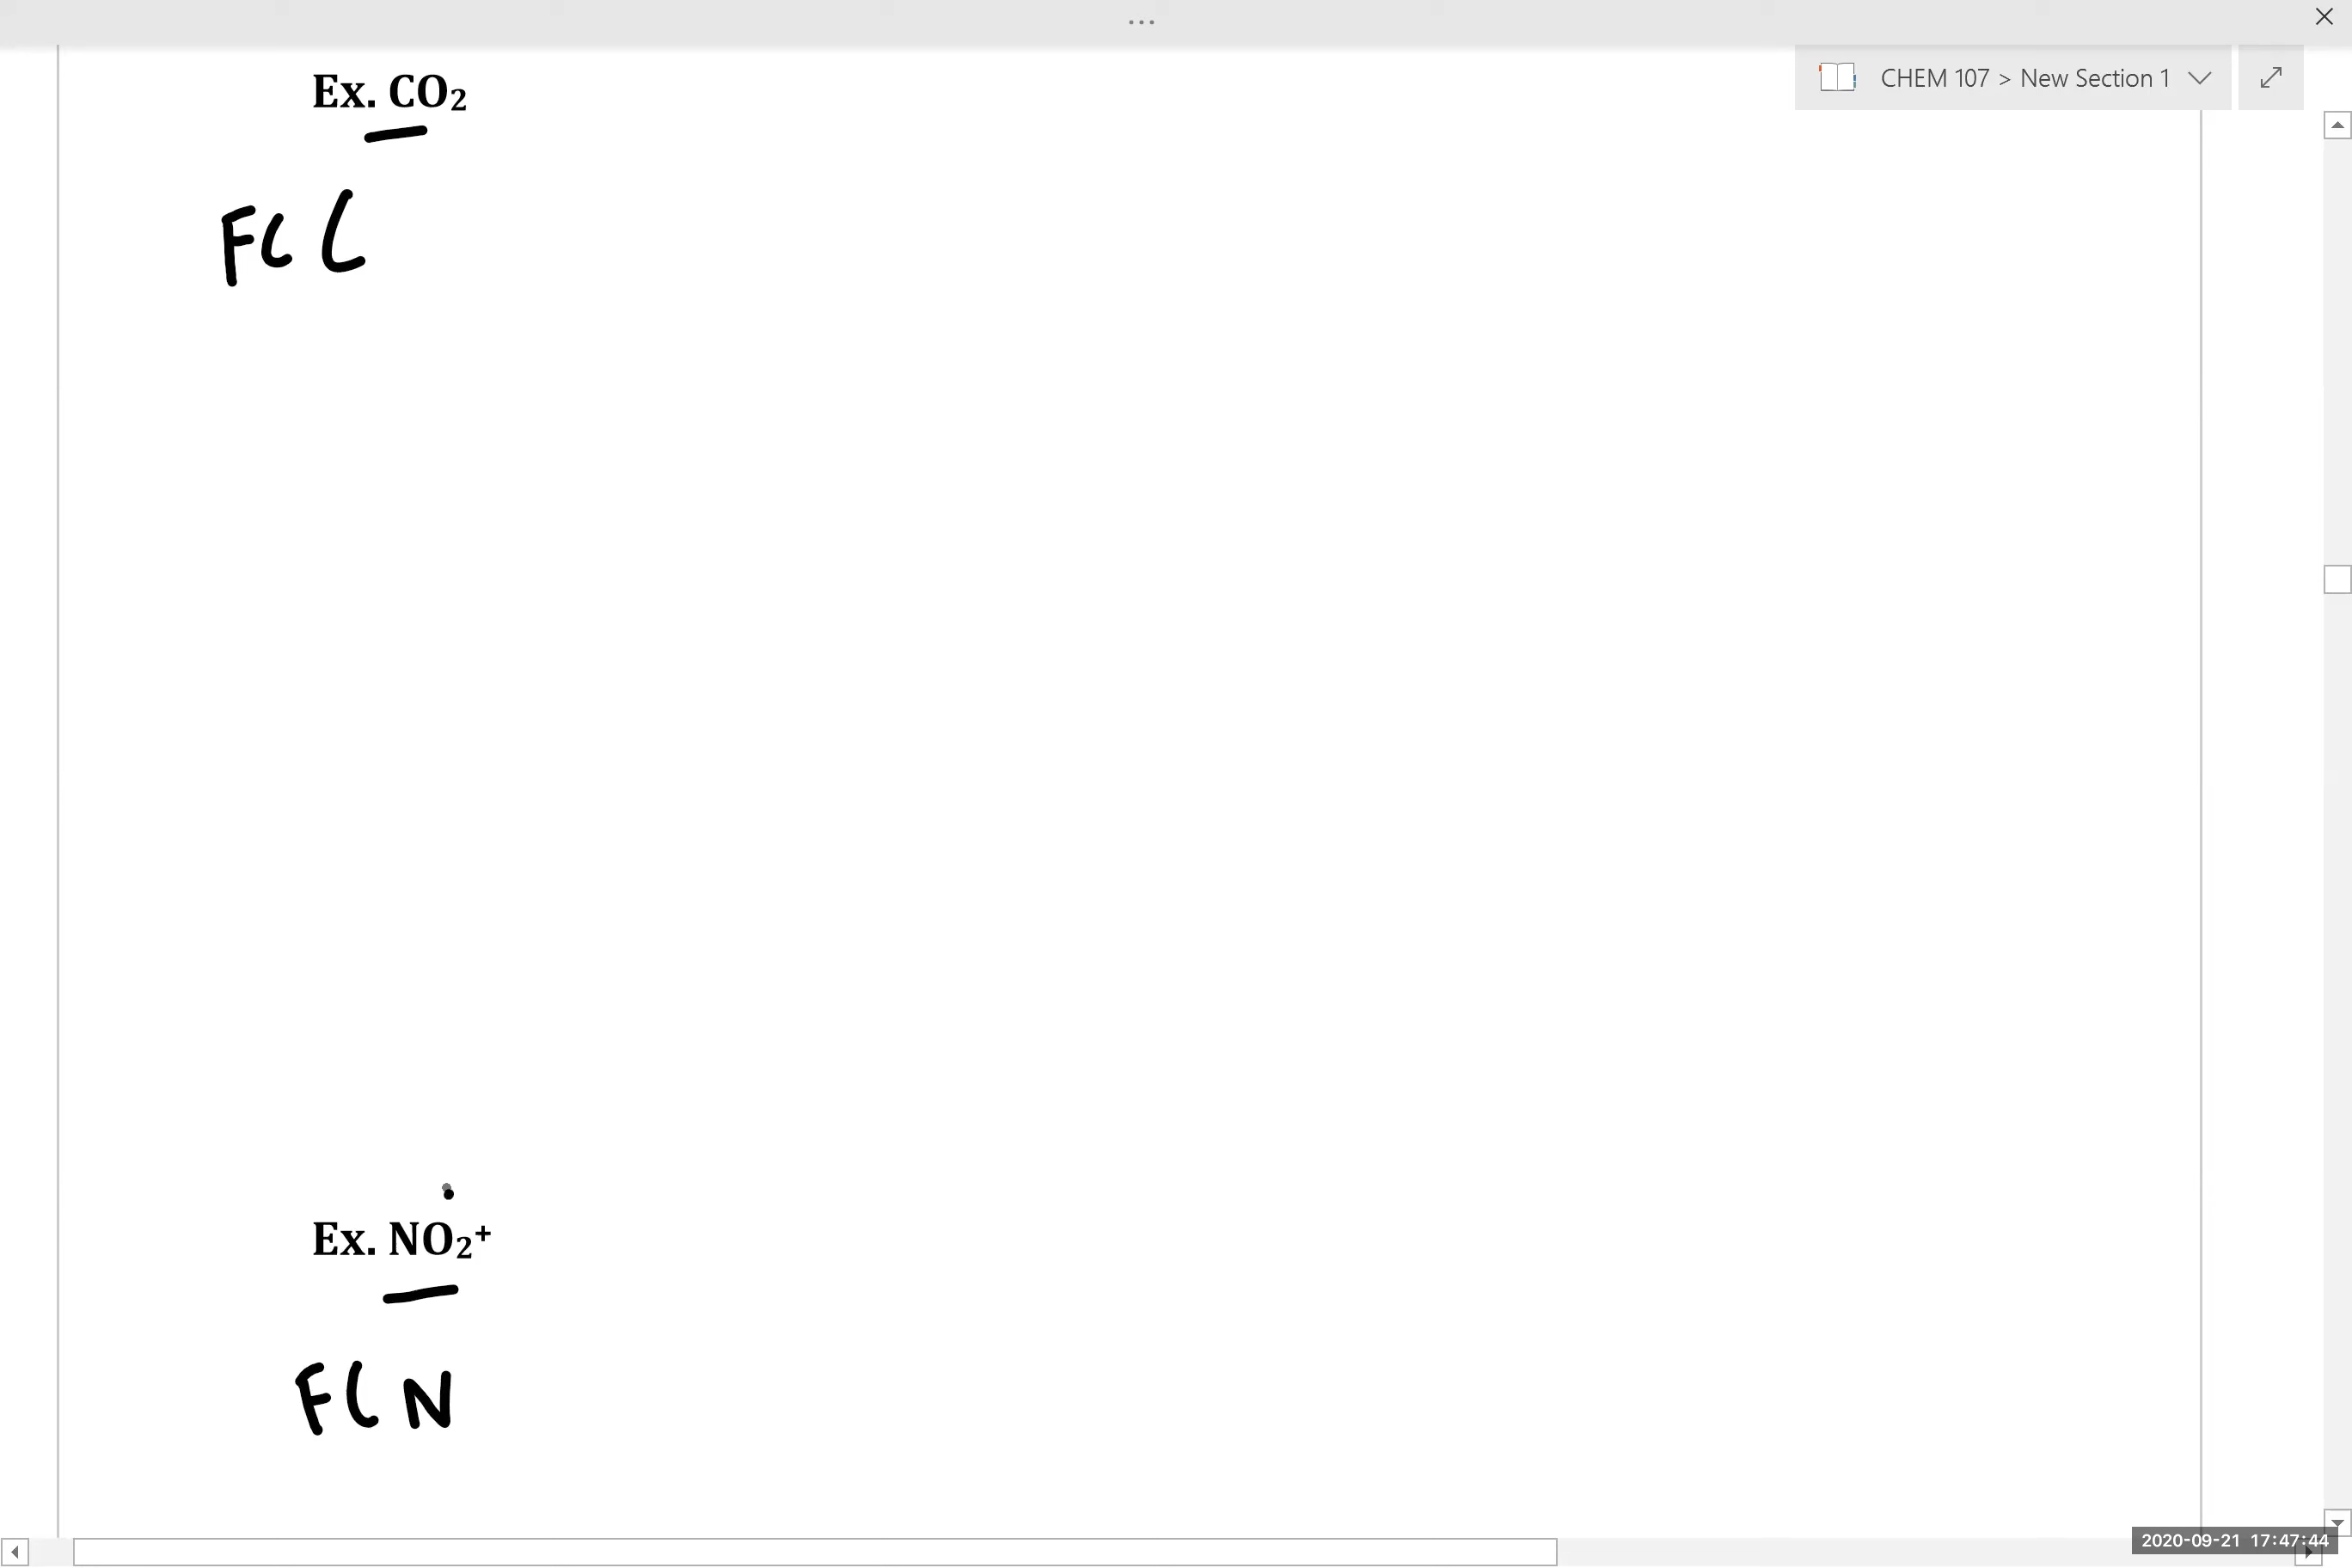 CHEM 107 > New Section 1
Ex. CO₂
FC C
Ex. NO₂⁺
FC N
2020-09-21 17:47:44